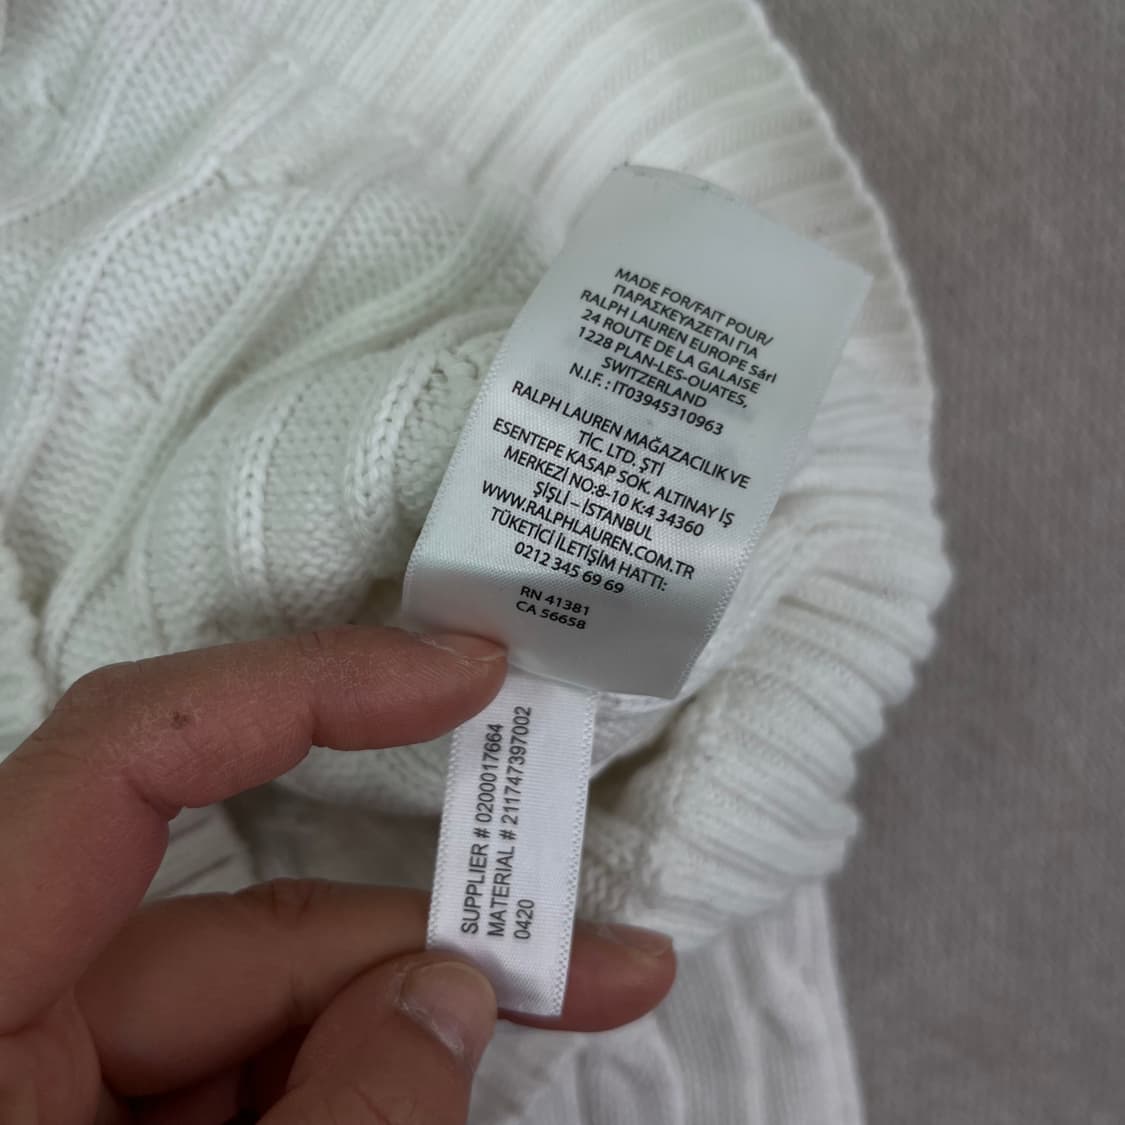 MADE FOR/FAIT POUR/
ΠΑΡΑΣΚΕΥΑΖΕΤΑΙ ΓΙΑ
RALPH LAUREN EUROPE Sárl
24 ROUTE DE LA GALAISE
1228 PLAN-LES-OUATES,
SWITZERLAND
N.I.F. : IT03945310963
RALPH LAUREN MAĞAZACILIK VE
TİC. LTD. ŞTİ
ESENTEPE KASAP SOK. ALTINAY İŞ
MERKEZİ NO:8-10 K:4 34360
ŞİŞLİ – İSTANBUL
WWW.RALPHLAUREN.COM.TR
TÜKETİCİ İLETİŞİM HATTI:
0212 345 69 69
RN 41381
CA 56658
SUPPLIER # 0200017664
MATERIAL # 211747397002
0420